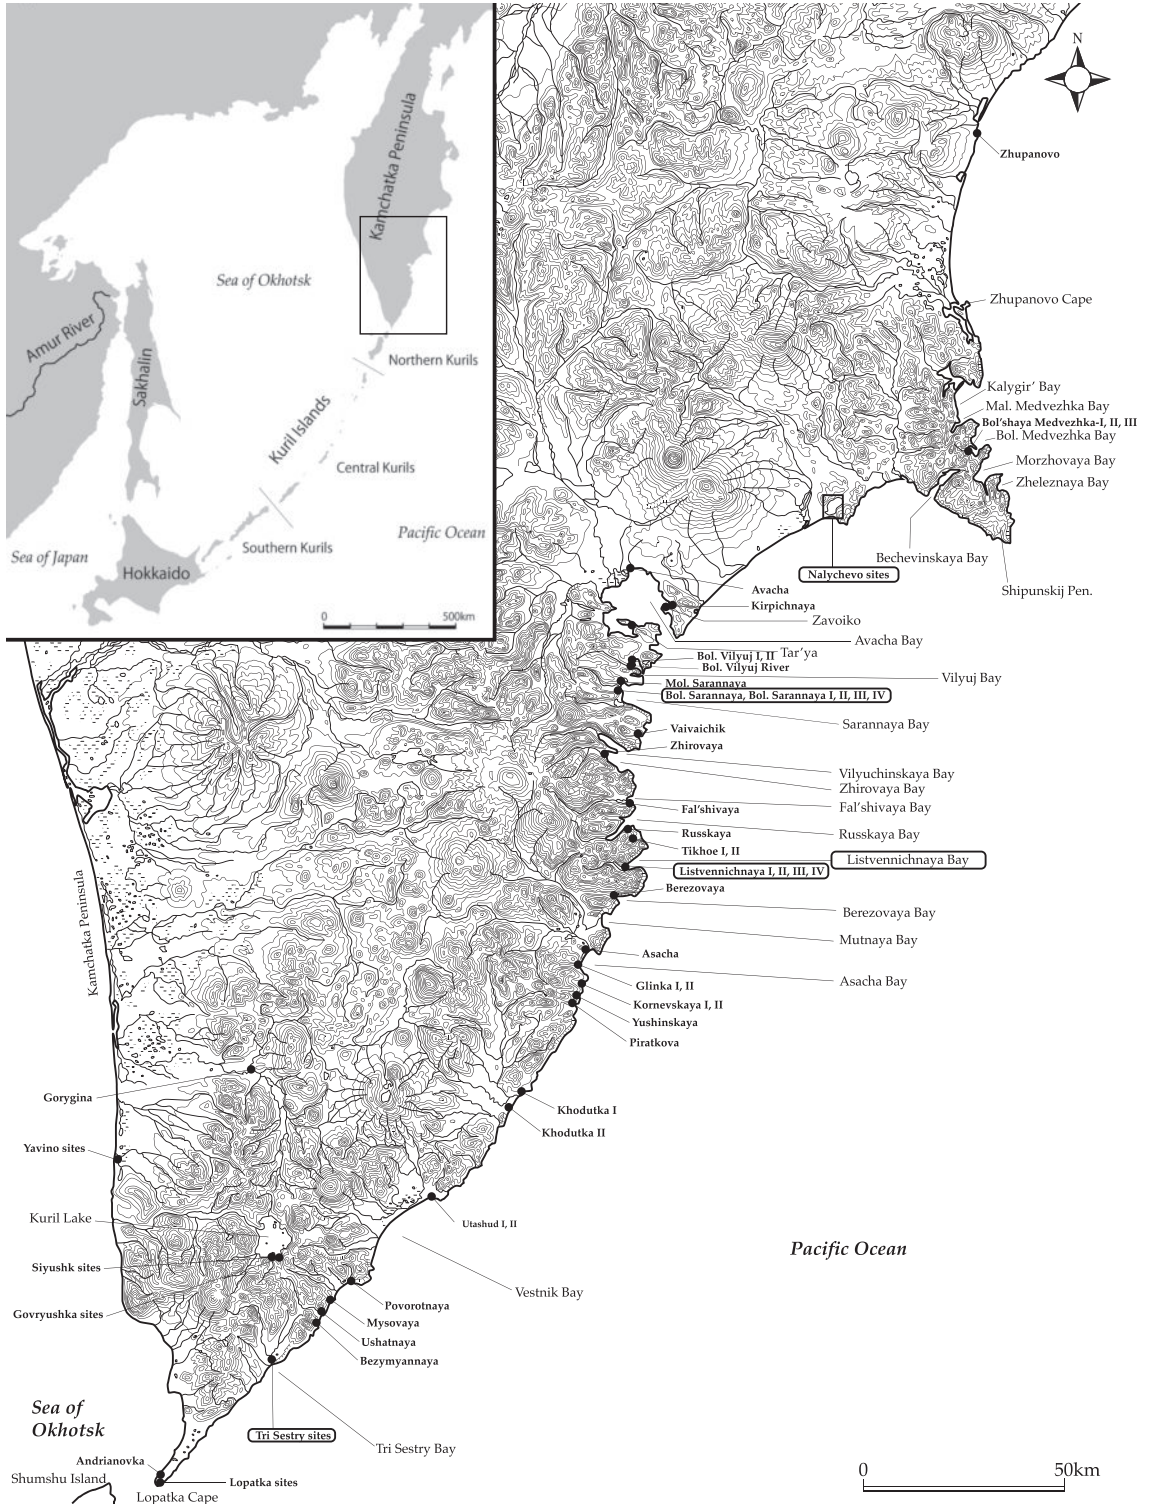 N
Kamchatka Peninsula
Sea of Okhotsk
Amur River
Sakhalin
Northern Kurils
Kuril Islands
Central Kurils
Pacific Ocean
Southern Kurils
Sea of Japan
Hokkaido
0
500km
Zhupanovo
Zhupanovo Cape
Kalygir' Bay
Mal. Medvezhka Bay
Bol'shaya Medvezhka-I, II, III
Bol. Medvezhka Bay
Morzhovaya Bay
Zheleznaya Bay
Bechevinskaya Bay
Nalychevo sites
Shipunskij Pen.
Avacha
Kirpichnaya
Zavoiko
Avacha Bay
Tar'ya
Bol. Vilyuj I, II
Bol. Vilyuj River
Vilyuj Bay
Mol. Sarannaya
Bol. Sarannaya, Bol. Sarannaya I, II, III, IV
Sarannaya Bay
Vaivaichik
Zhirovaya
Vilyuchinskaya Bay
Zhirovaya Bay
Fal'shivaya Bay
Fal'shivaya
Russkaya
Russkaya Bay
Tikhoe I, II
Listvennichnaya Bay
Listvennichnaya I, II, III, IV
Berezovaya
Berezovaya Bay
Mutnaya Bay
Asacha
Asacha Bay
Glinka I, II
Kornevskaya I, II
Yushinskaya
Piratkova
Kamchatka Peninsula
Gorygina
Khodutka I
Khodutka II
Yavino sites
Kuril Lake
Utashud I, II
Pacific Ocean
Siyushk sites
Vestnik Bay
Govryushka sites
Povorotnaya
Mysovaya
Ushatnaya
Bezymyannaya
Sea of
Okhotsk
Tri Sestry sites
Tri Sestry Bay
Andrianovka
Shumshu Island
Lopatka sites
Lopatka Cape
0
50km